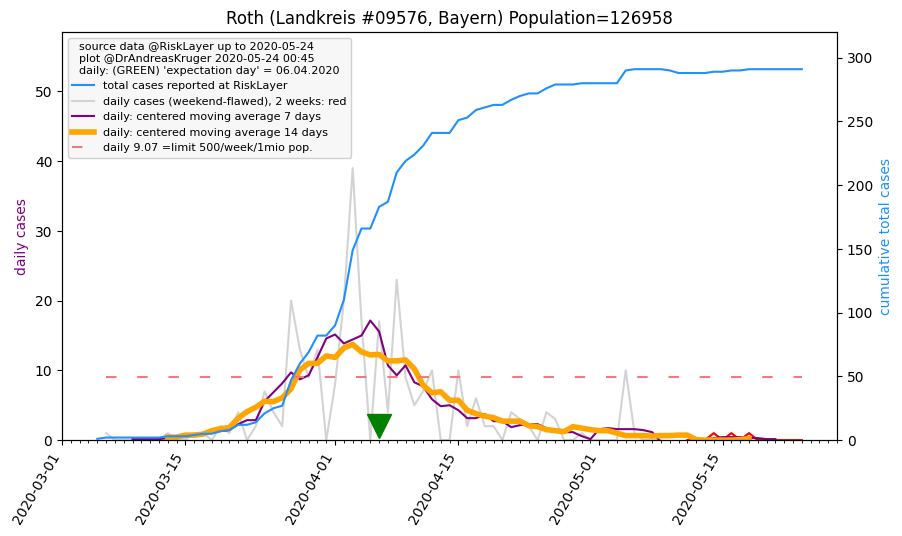 Roth (Landkreis #09576, Bayern) Population=126958
source data @RiskLayer up to 2020-05-24
plot @DrAndreasKruger 2020-05-24 00:45
daily: (GREEN) 'expectation day' = 06.04.2020
total cases reported at RiskLayer
daily cases (weekend-flawed), 2 weeks: red
daily: centered moving average 7 days
daily: centered moving average 14 days
daily 9.07 =limit 500/week/1mio pop.
daily cases
50
40
30
20
10
0
300
250
200
150
100
50
0
cumulative total cases
2020-03-01
2020-03-15
2020-04-01
2020-04-15
2020-05-01
2020-05-15